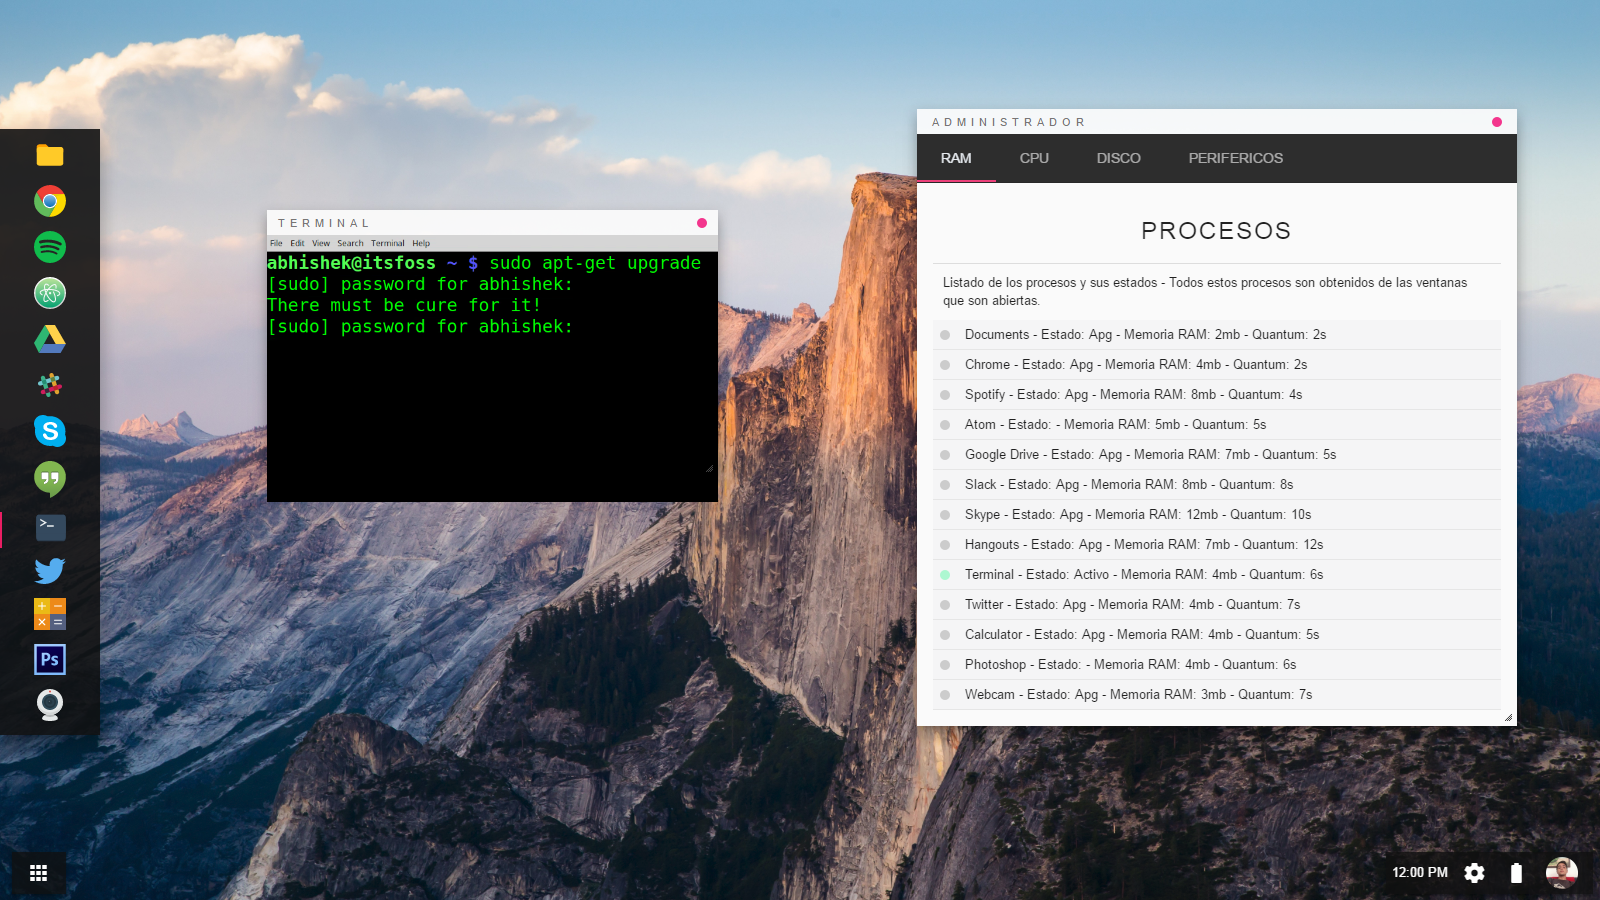 TERMINAL
File Edit View Search Terminal Help
abhishek@itsfoss ~ $ sudo apt-get upgrade
[sudo] password for abhishek:
There must be cure for it!
[sudo] password for abhishek:
ADMINISTRADOR
RAM CPU DISCO PERIFERICOS
PROCESOS
Listado de los procesos y sus estados - Todos estos procesos son obtenidos de las ventanas
que son abiertas.
Documents - Estado: Apg - Memoria RAM: 2mb - Quantum: 2s
Chrome - Estado: Apg - Memoria RAM: 4mb - Quantum: 2s
Spotify - Estado: Apg - Memoria RAM: 8mb - Quantum: 4s
Atom - Estado: - Memoria RAM: 5mb - Quantum: 5s
Google Drive - Estado: Apg - Memoria RAM: 7mb - Quantum: 5s
Slack - Estado: Apg - Memoria RAM: 8mb - Quantum: 8s
Skype - Estado: Apg - Memoria RAM: 12mb - Quantum: 10s
Hangouts - Estado: Apg - Memoria RAM: 7mb - Quantum: 12s
Terminal - Estado: Activo - Memoria RAM: 4mb - Quantum: 6s
Twitter - Estado: Apg - Memoria RAM: 4mb - Quantum: 7s
Calculator - Estado: Apg - Memoria RAM: 4mb - Quantum: 5s
Photoshop - Estado: - Memoria RAM: 4mb - Quantum: 6s
Webcam - Estado: Apg - Memoria RAM: 3mb - Quantum: 7s
S
>_
Ps
12:00 PM